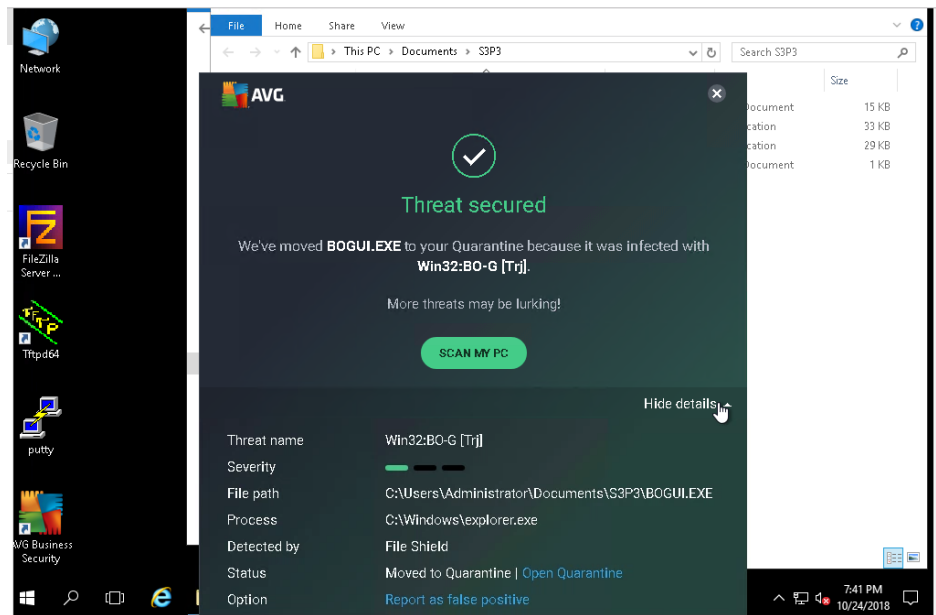 File Home Share View
This PC > Documents > S3P3
Search S3P3
Network
Size
Document 15 KB
cation 33 KB
cation 29 KB
Document 1 KB
Recycle Bin
FileZilla
Server ...
Tftpd64
putty
AVG Business
Security
AVG
Threat secured
We've moved BOGUI.EXE to your Quarantine because it was infected with
Win32:BO-G [Trj].
More threats may be lurking!
SCAN MY PC
Hide details
Threat name Win32:BO-G [Trj]
Severity
File path C:\Users\Administrator\Documents\S3P3\BOGUI.EXE
Process C:\Windows\explorer.exe
Detected by File Shield
Status Moved to Quarantine | Open Quarantine
Option Report as false positive
7:41 PM
10/24/2018